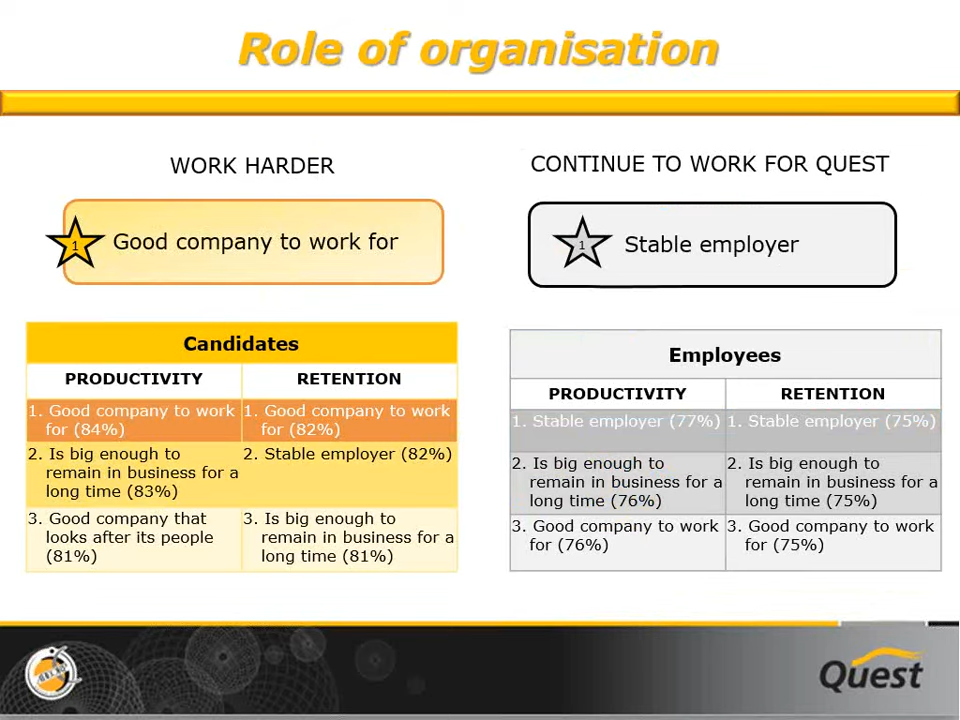 Role of organisation
WORK HARDER
CONTINUE TO WORK FOR QUEST
1
Good company to work for
1
Stable employer
Candidates
PRODUCTIVITY
RETENTION
1. Good company to work
for (84%)
1. Good company to work
for (82%)
2. Is big enough to
remain in business for a
long time (83%)
2. Stable employer (82%)
3. Good company that
looks after its people
(81%)
3. Is big enough to
remain in business for a
long time (81%)
Employees
PRODUCTIVITY
RETENTION
1. Stable employer (77%)
1. Stable employer (75%)
2. Is big enough to
remain in business for a
long time (76%)
2. Is big enough to
remain in business for a
long time (75%)
3. Good company to work
for (76%)
3. Good company to work
for (75%)
Quest